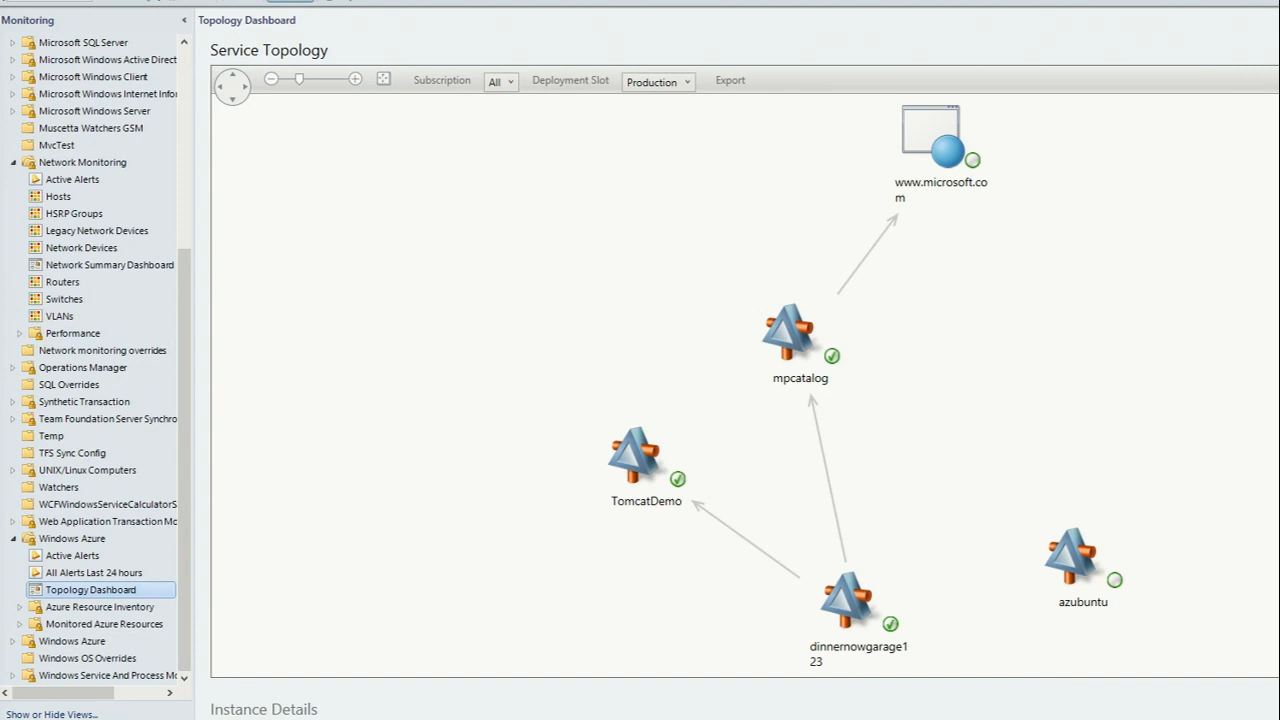 Monitoring
Topology Dashboard
Microsoft SQL Server
Microsoft Windows Active Direct
Microsoft Windows Client
Microsoft Windows Internet Infor
Microsoft Windows Server
Muscetta Watchers GSM
MvcTest
Network Monitoring
Active Alerts
Hosts
HSRP Groups
Legacy Network Devices
Network Devices
Network Summary Dashboard
Routers
Switches
VLANs
Performance
Network monitoring overrides
Operations Manager
SQL Overrides
Synthetic Transaction
Team Foundation Server Synchro
Temp
TFS Sync Config
UNIX/Linux Computers
Watchers
WCFWindowsServiceCalculatorS
Web Application Transaction Mo
Windows Azure
Active Alerts
All Alerts Last 24 hours
Topology Dashboard
Azure Resource Inventory
Monitored Azure Resources
Windows Azure
Windows OS Overrides
Windows Service And Process Mo
Show or Hide Views...
Service Topology
Subscription All Deployment Slot Production Export
www.microsoft.co
m
mpcatalog
TomcatDemo
azubuntu
dinnernowgarage1
23
Instance Details